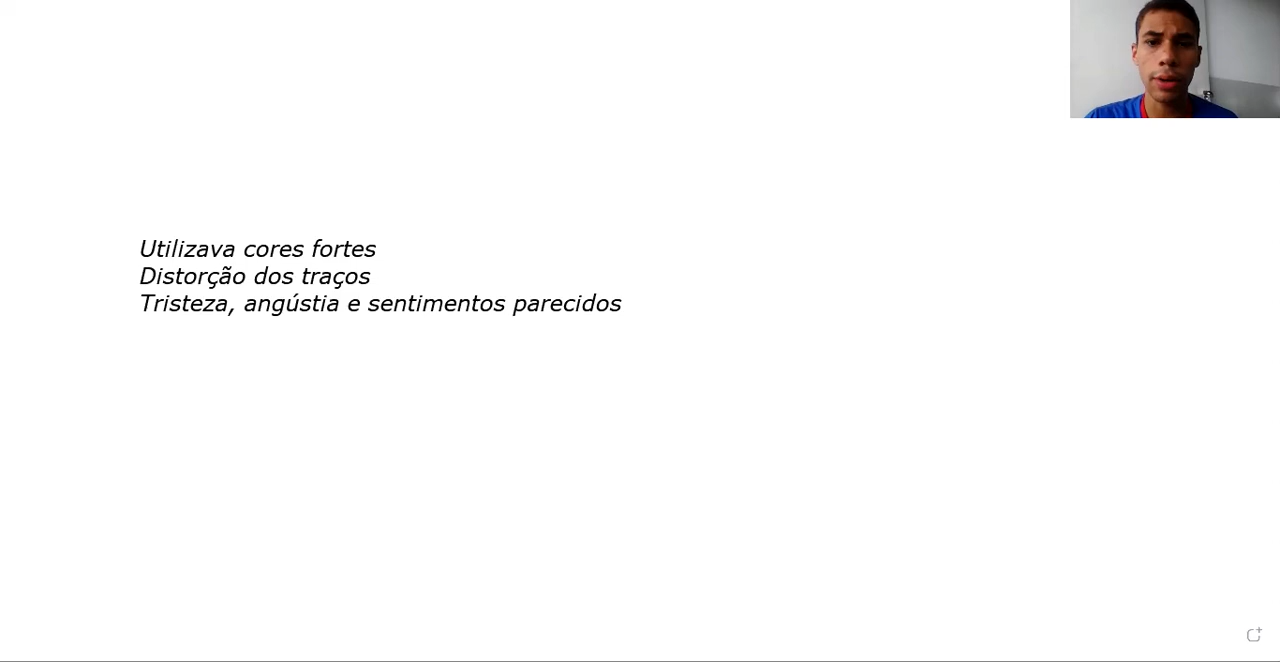 Utilizava cores fortes
Distorção dos traços
Tristeza, angústia e sentimentos parecidos